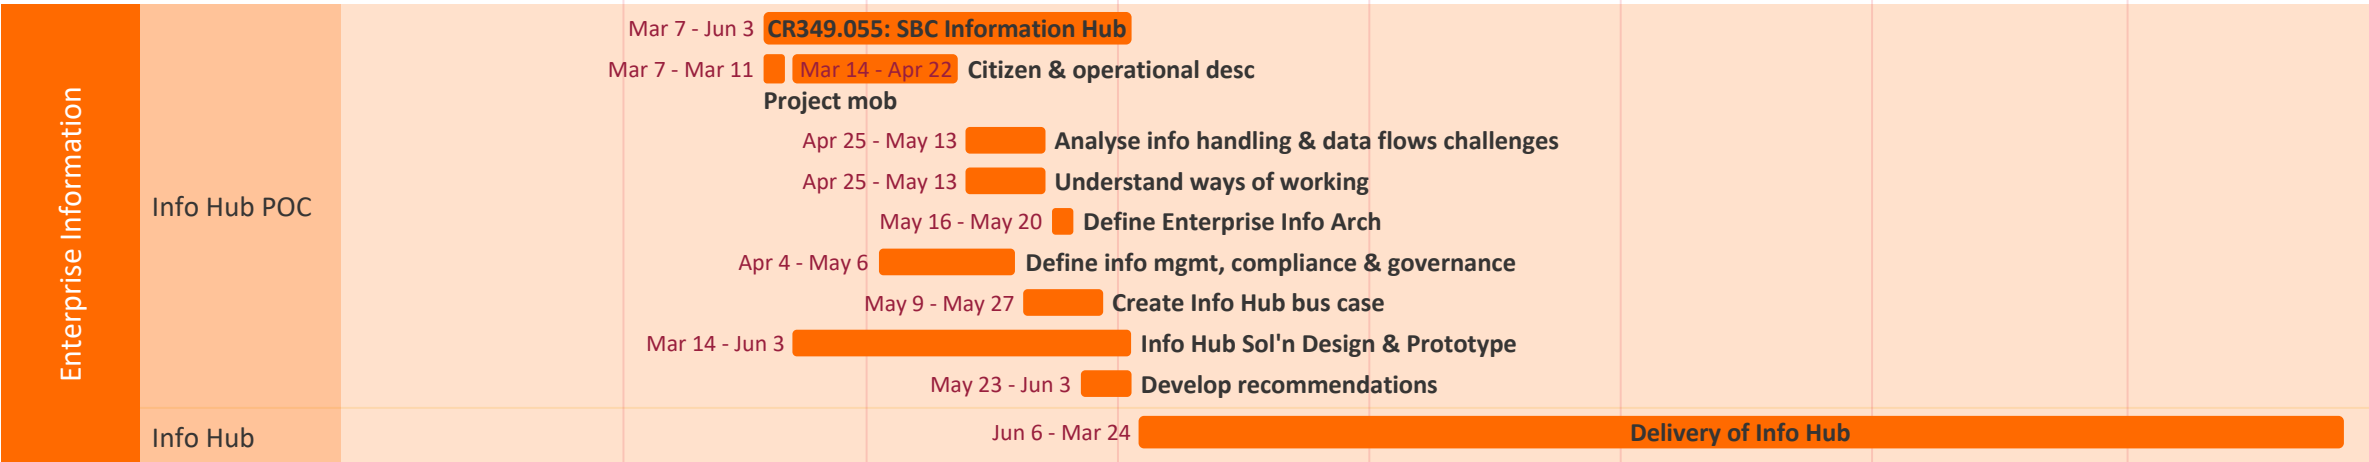 Enterprise Information
Info Hub POC
Mar 7 - Jun 3 CR349.055: SBC Information Hub
Mar 7 - Mar 11 Mar 14 - Apr 22 Citizen & operational desc
Project mob
Apr 25 - May 13 Analyse info handling & data flows challenges
Apr 25 - May 13 Understand ways of working
May 16 - May 20 Define Enterprise Info Arch
Apr 4 - May 6 Define info mgmt, compliance & governance
May 9 - May 27 Create Info Hub bus case
Mar 14 - Jun 3 Info Hub Sol'n Design & Prototype
May 23 - Jun 3 Develop recommendations
Info Hub
Jun 6 - Mar 24 Delivery of Info Hub